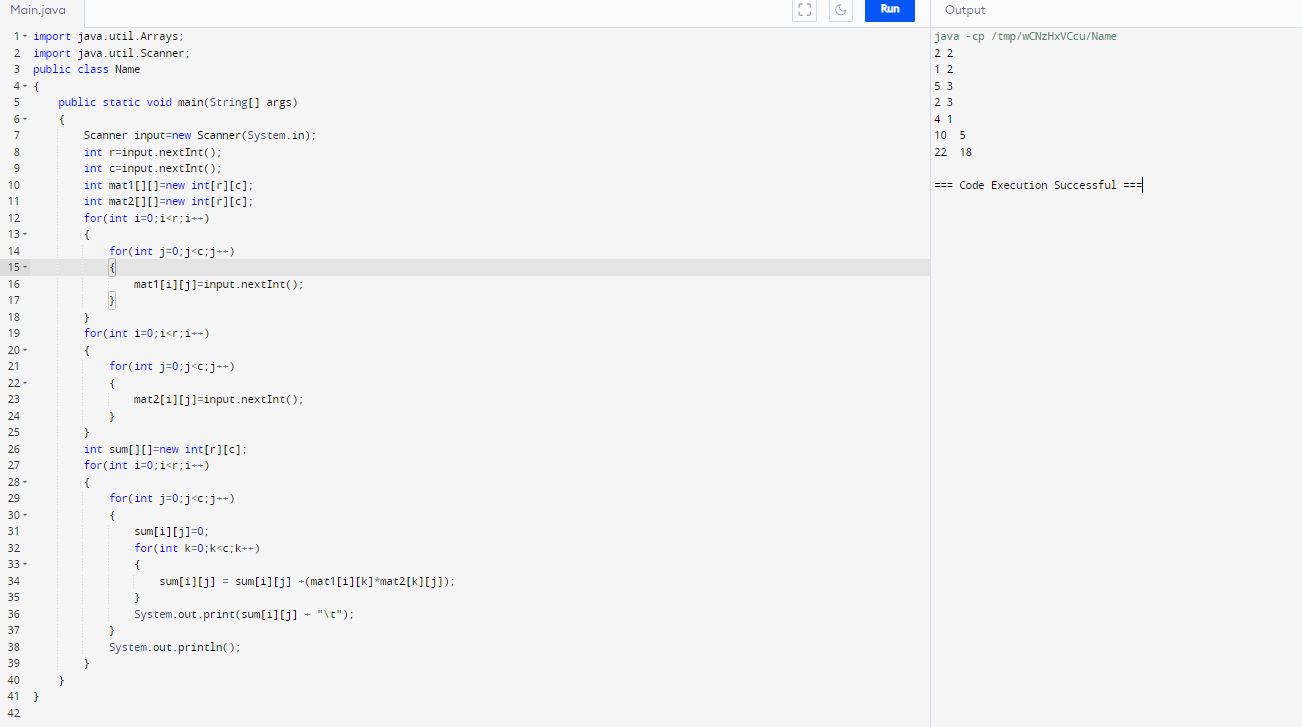 Main.java
Run
Output
1 import java.util.Arrays;
2 import java.util.Scanner;
3 public class Name
4 {
5     public static void main(String[] args)
6     {
7         Scanner input=new Scanner(System.in);
8         int r=input.nextInt();
9         int c=input.nextInt();
10         int mat1[][]=new int[r][c];
11         int mat2[][]=new int[r][c];
12         for(int i=0;i<r;i++)
13         {
14             for(int j=0;j<c;j++)
15             {
16                 mat1[i][j]=input.nextInt();
17             }
18         }
19         for(int i=0;i<r;i++)
20         {
21             for(int j=0;j<c;j++)
22             {
23                 mat2[i][j]=input.nextInt();
24             }
25         }
26         int sum[][]=new int[r][c];
27         for(int i=0;i<r;i++)
28         {
29             for(int j=0;j<c;j++)
30             {
31                 sum[i][j]=0;
32                 for(int k=0;k<c;k++)
33                 {
34                     sum[i][j] = sum[i][j] +(mat1[i][k]*mat2[k][j]);
35                 }
36                 System.out.print(sum[i][j] + "\t");
37             }
38             System.out.println();
39         }
40     }
41 }
42
java -cp /tmp/wCNzHxVCcu/Name
2 2
1 2
5 3
2 3
4 1
10  5
22  18
=== Code Execution Successful ===